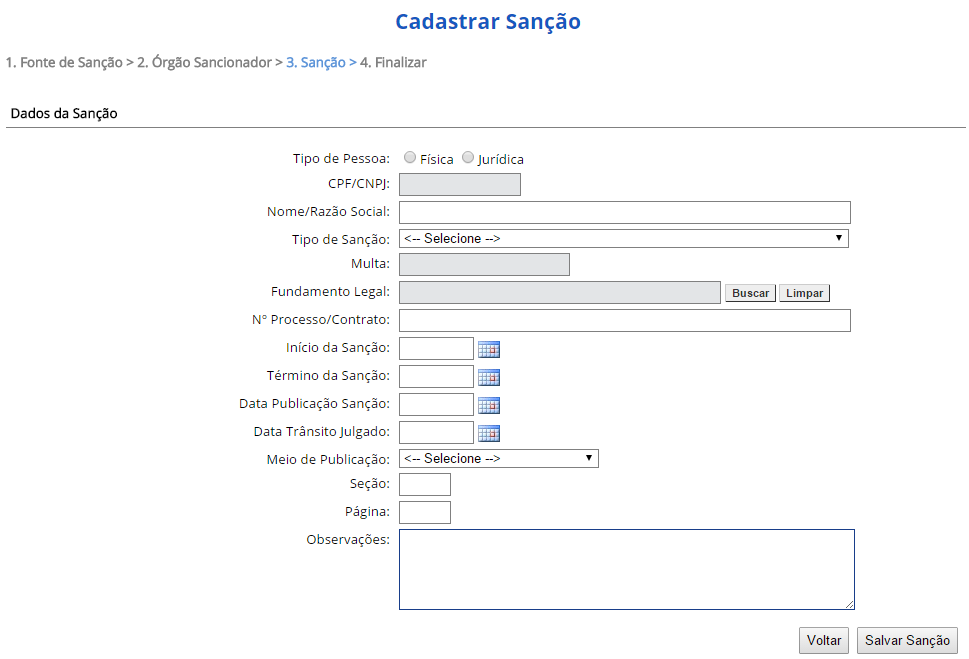 Cadastrar Sanção
1. Fonte de Sanção > 2. Órgão Sancionador > 3. Sanção > 4. Finalizar
Dados da Sanção
Tipo de Pessoa: Física Jurídica
CPF/CNPJ:
Nome/Razão Social:
Tipo de Sanção: <-- Selecione -->
Multa:
Fundamento Legal: Buscar Limpar
Nº Processo/Contrato:
Início da Sanção:
Término da Sanção:
Data Publicação Sanção:
Data Trânsito Julgado:
Meio de Publicação: <-- Selecione -->
Seção:
Página:
Observações:
Voltar Salvar Sanção